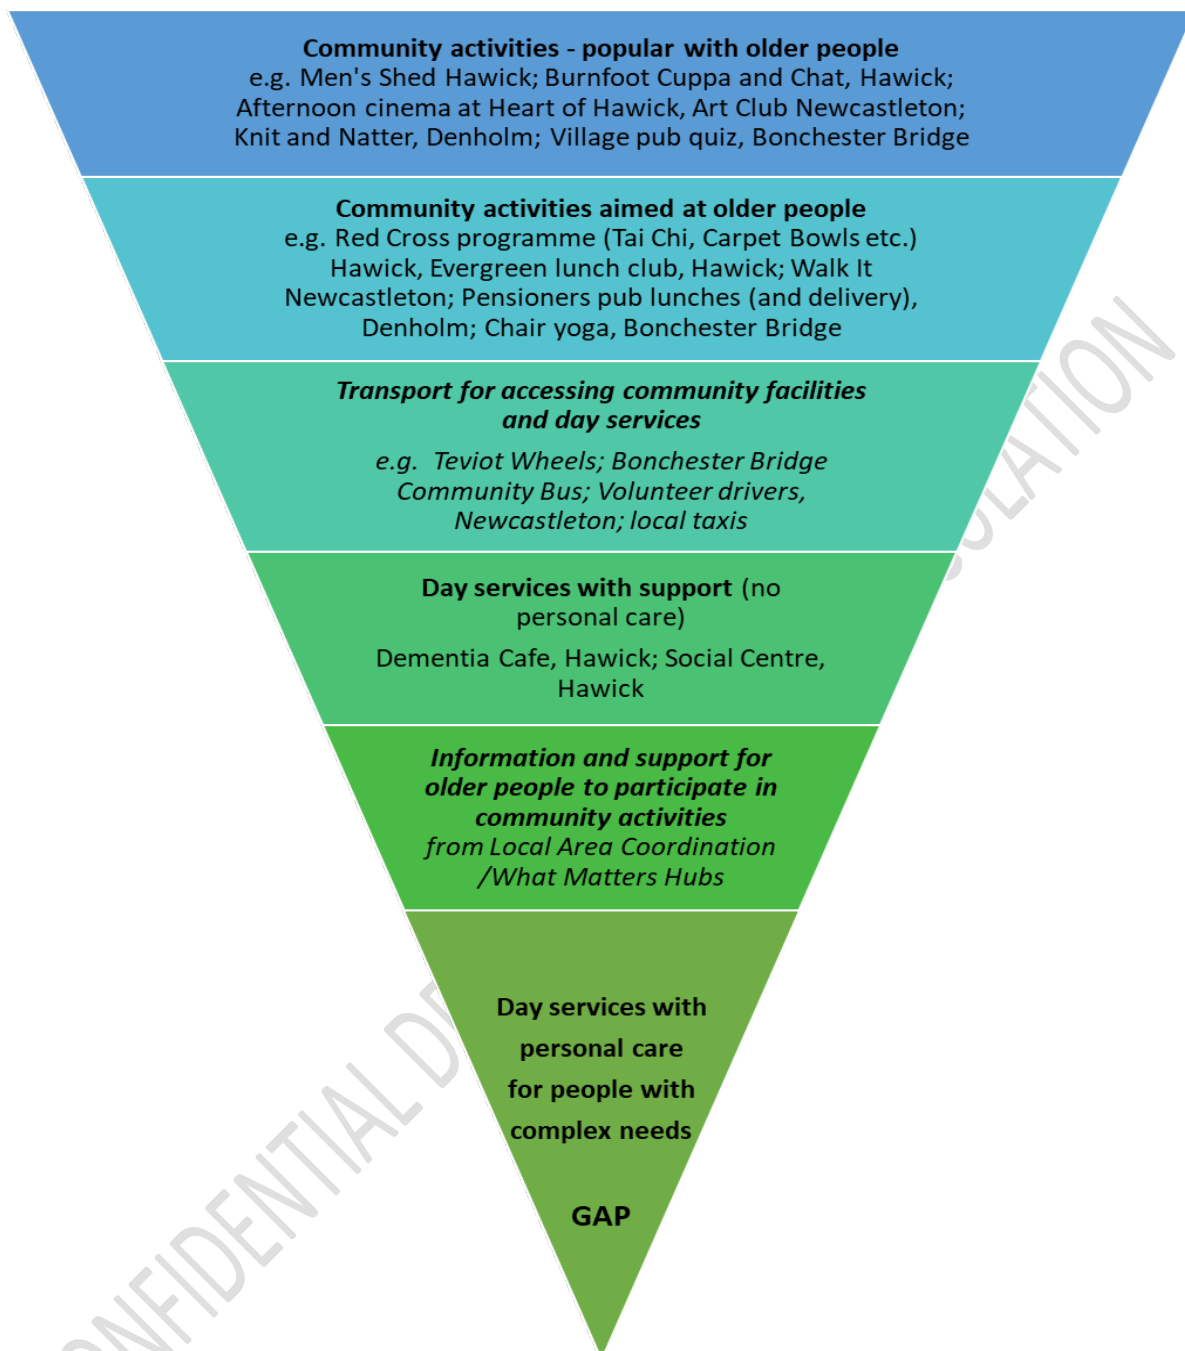 Community activities - popular with older people
e.g. Men's Shed Hawick; Burnfoot Cuppa and Chat, Hawick;
Afternoon cinema at Heart of Hawick, Art Club Newcastleton;
Knit and Natter, Denholm; Village pub quiz, Bonchester Bridge
Community activities aimed at older people
e.g. Red Cross programme (Tai Chi, Carpet Bowls etc.)
Hawick, Evergreen lunch club, Hawick; Walk It
Newcastleton; Pensioners pub lunches (and delivery),
Denholm; Chair yoga, Bonchester Bridge
Transport for accessing community facilities
and day services
e.g. Teviot Wheels; Bonchester Bridge
Community Bus; Volunteer drivers,
Newcastleton; local taxis
Day services with support (no
personal care)
Dementia Cafe, Hawick; Social Centre,
Hawick
Information and support for
older people to participate in
community activities
from Local Area Coordination
/What Matters Hubs
Day services with
personal care
for people with
complex needs
GAP